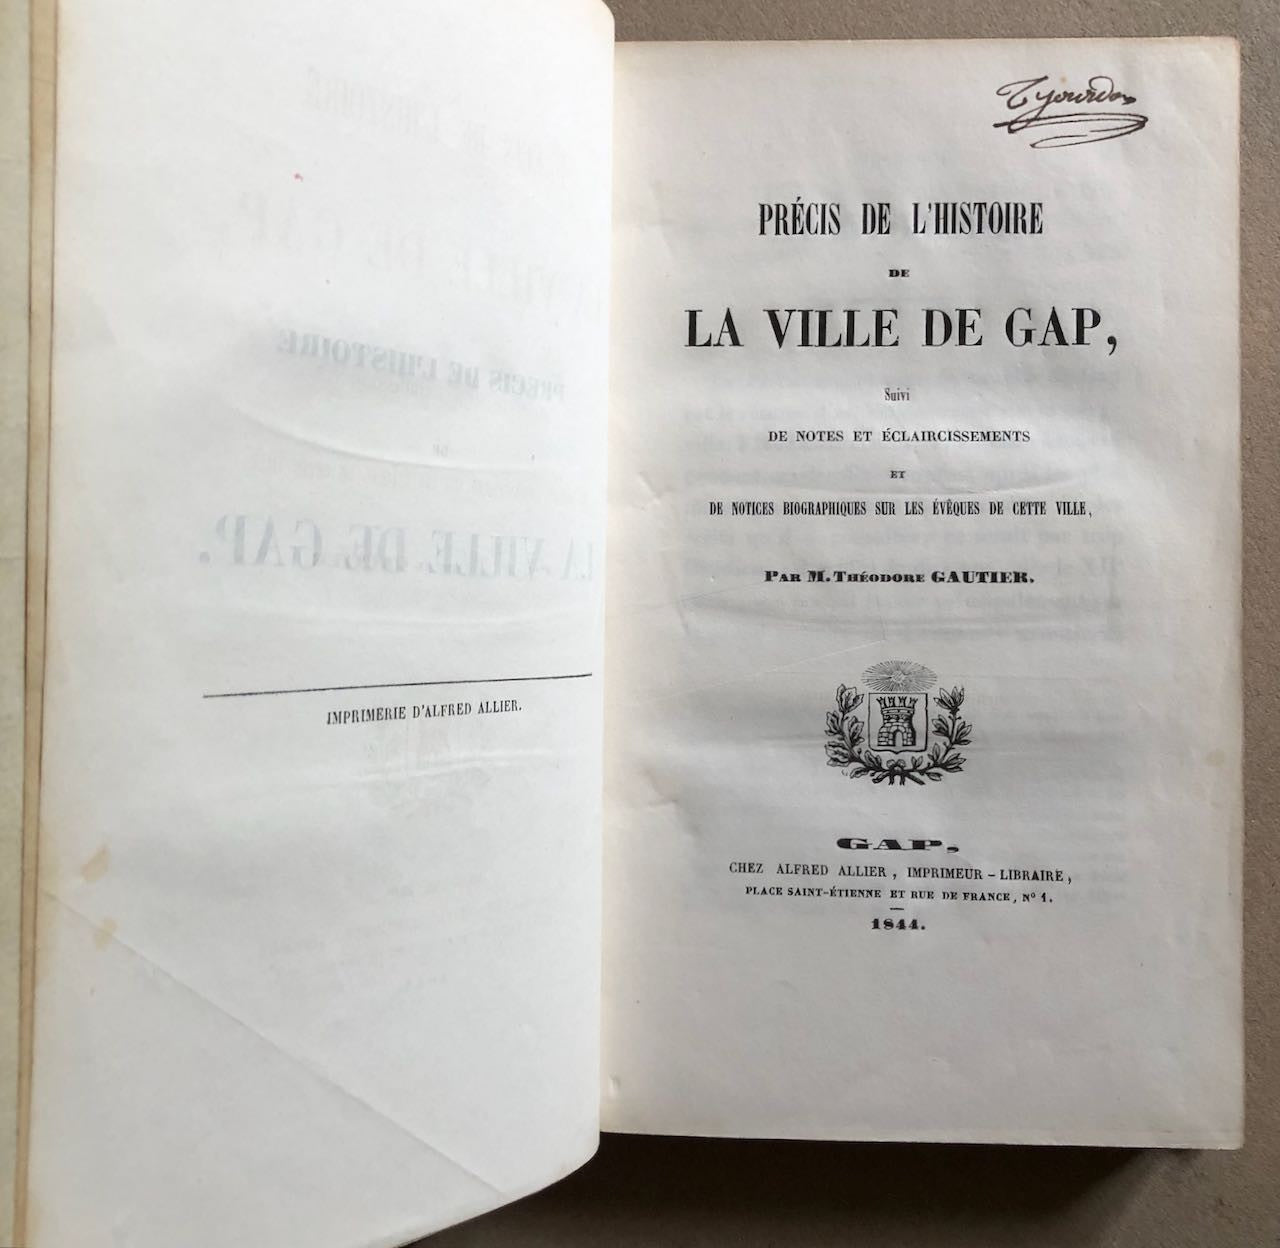 IMPRIMERIE D'ALFRED ALLIER.
PRÉCIS DE L'HISTOIRE
DE
LA VILLE DE GAP,
Suivi
DE NOTES ET ÉCLAIRCISSEMENTS
ET
DE NOTICES BIOGRAPHIQUES SUR LES ÉVÊQUES DE CETTE VILLE,
PAR M. THÉODORE GAUTIER.
GAP,
CHEZ ALFRED ALLIER, IMPRIMEUR-LIBRAIRE,
PLACE SAINT-ÉTIENNE ET RUE DE FRANCE, N° 1.
1844.